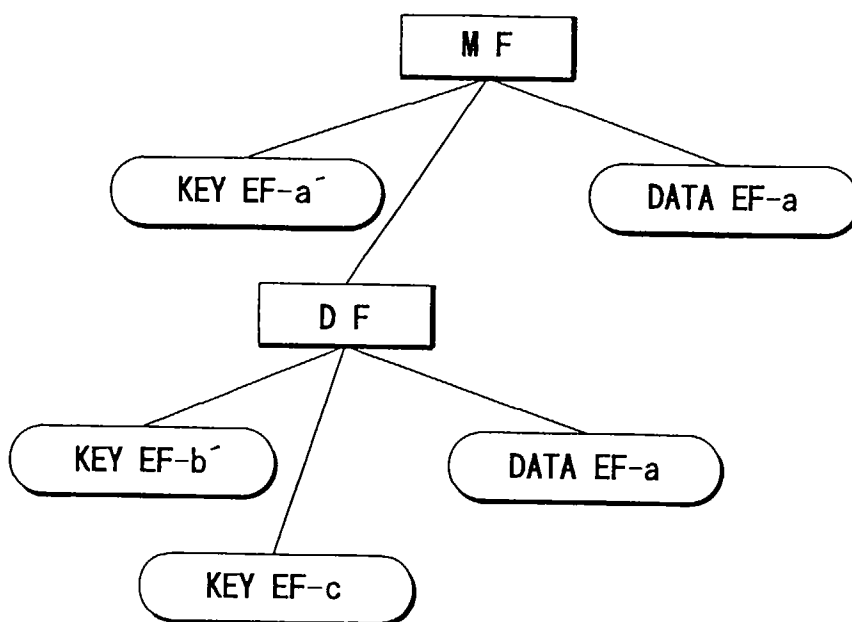 M F
KEY EF-a´
DATA EF-a
D F
KEY EF-b´
DATA EF-a
KEY EF-c